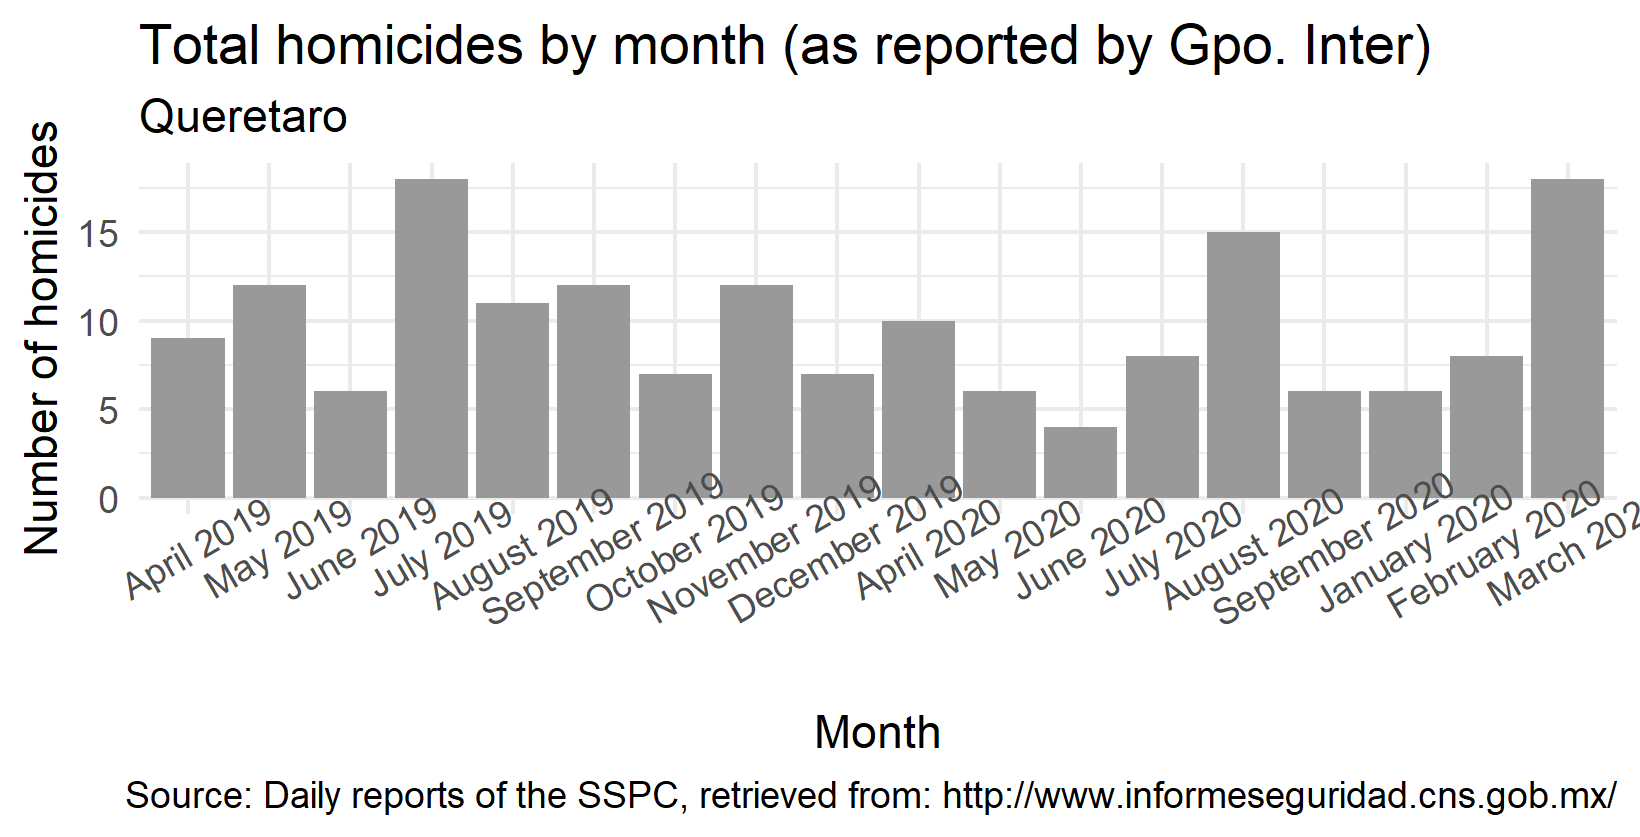 Total homicides by month (as reported by Gpo. Inter)
Queretaro
Number of homicides
15
10
5
0
April 2019
May 2019
June 2019
July 2019
August 2019
September 2019
October 2019
November 2019
December 2019
April 2020
May 2020
June 2020
July 2020
August 2020
September 2020
January 2020
February 2020
March 202
Month
Source: Daily reports of the SSPC, retrieved from: http://www.informeseguridad.cns.gob.mx/